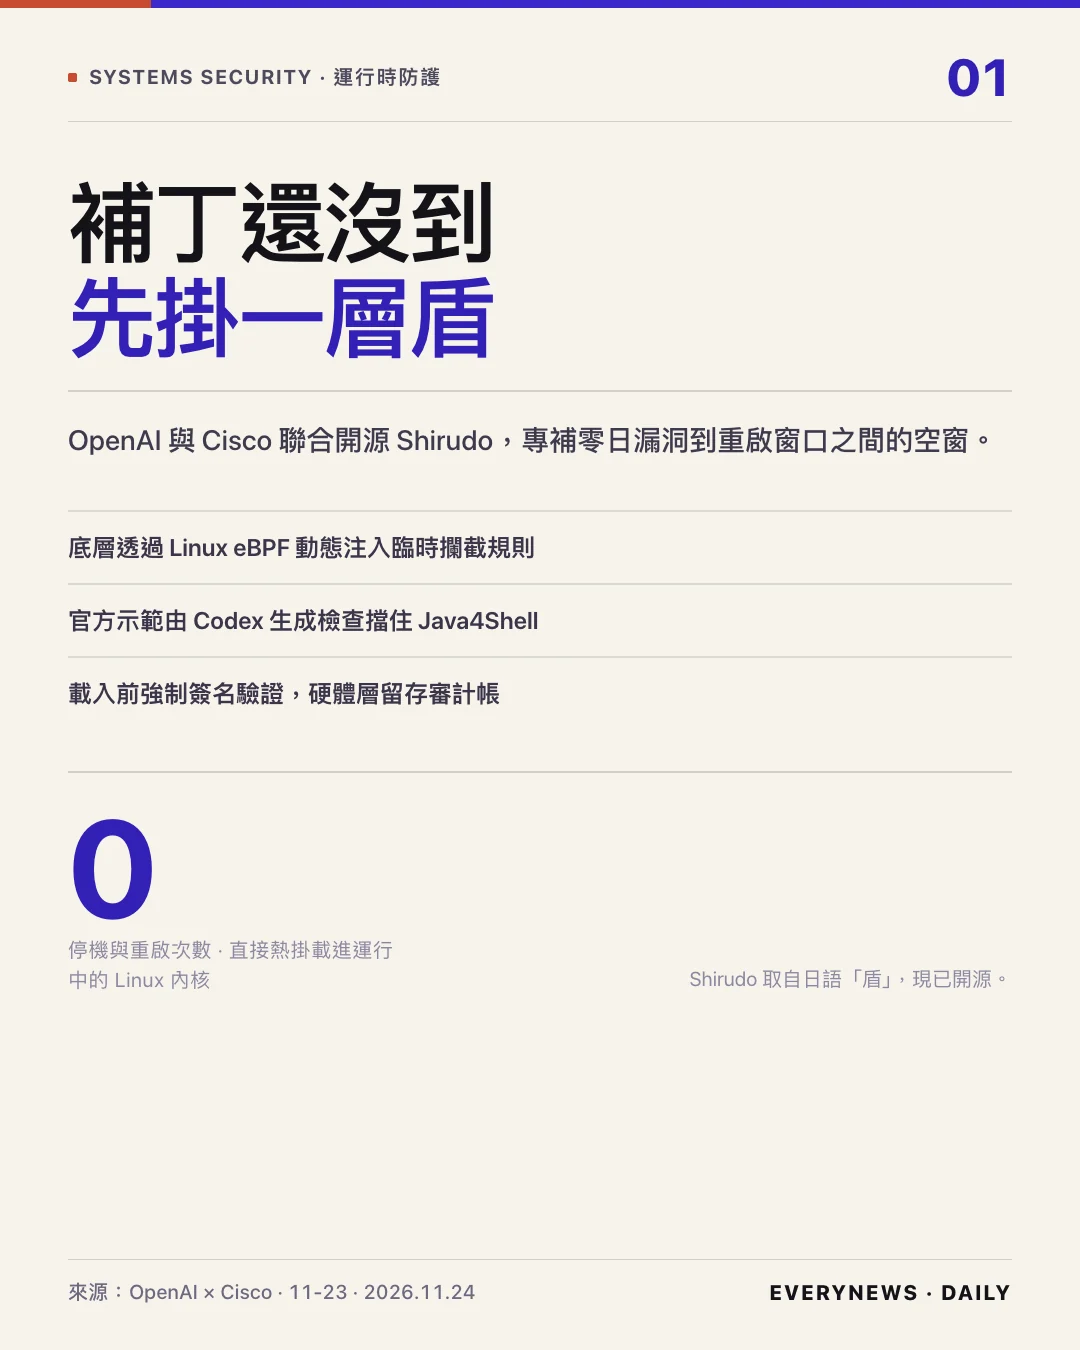 SYSTEMS SECURITY · 運行時防護
01
補丁還沒到
先掛一層盾
OpenAI 與 Cisco 聯合開源 Shirudo，專補零日漏洞到重啟窗口之間的空窗。
底層透過 Linux eBPF 動態注入臨時攔截規則
官方示範由 Codex 生成檢查擋住 Java4Shell
載入前強制簽名驗證，硬體層留存審計帳
0
停機與重啟次數 · 直接熱掛載進運行
中的 Linux 內核
Shirudo 取自日語「盾」，現已開源。
來源：OpenAI × Cisco · 11-23 · 2026.11.24
EVERYNEWS · DAILY